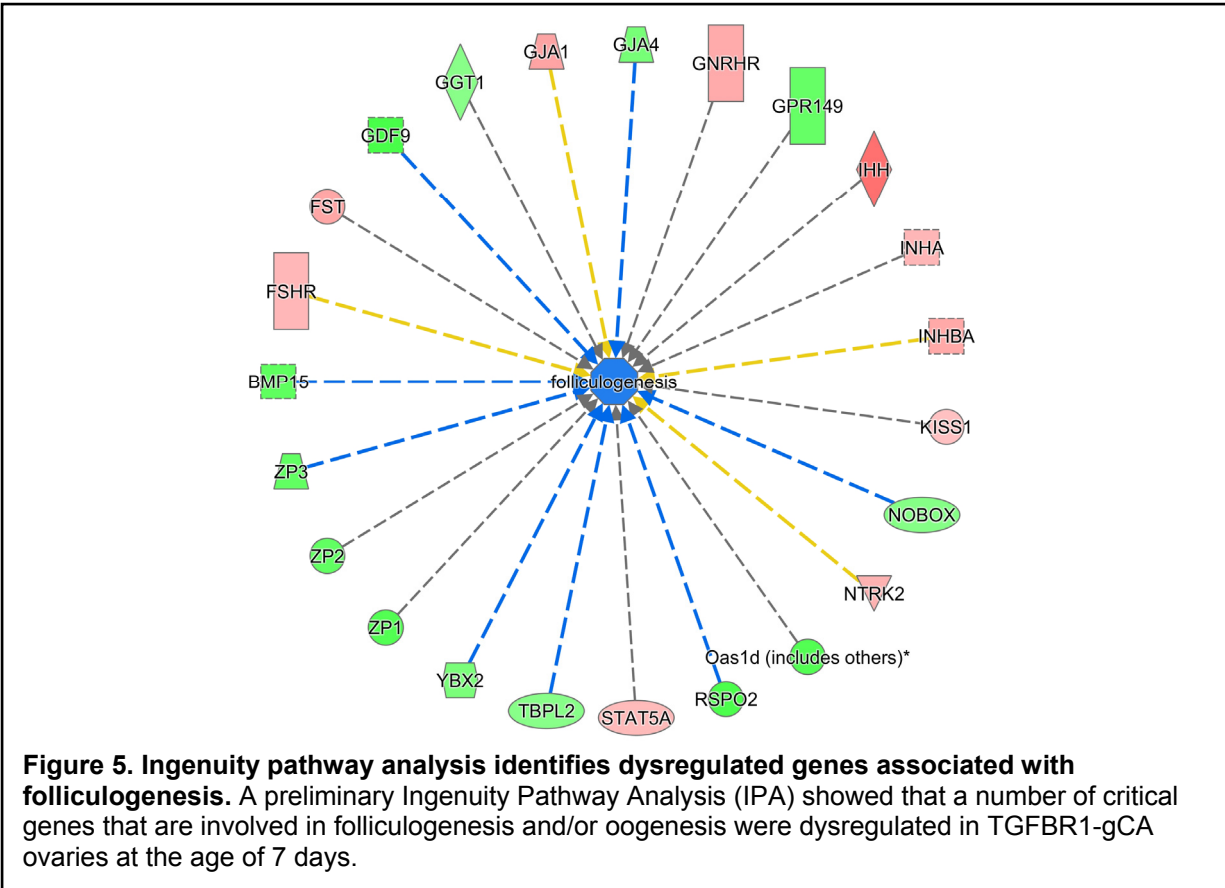 GJA1
GJA4
GNRHR
GGT1
GPR149
GDF9
IHH
FST
INHA
FSHR
INHBA
BMP15
folliculogenesis
KISS1
ZP3
NOBOX
ZP2
NTRK2
ZP1
Oas1d (includes others)*
YBX2
RSPO2
TBPL2
STAT5A
Figure 5. Ingenuity pathway analysis identifies dysregulated genes associated with
folliculogenesis. A preliminary Ingenuity Pathway Analysis (IPA) showed that a number of critical
genes that are involved in folliculogenesis and/or oogenesis were dysregulated in TGFBR1-gCA
ovaries at the age of 7 days.